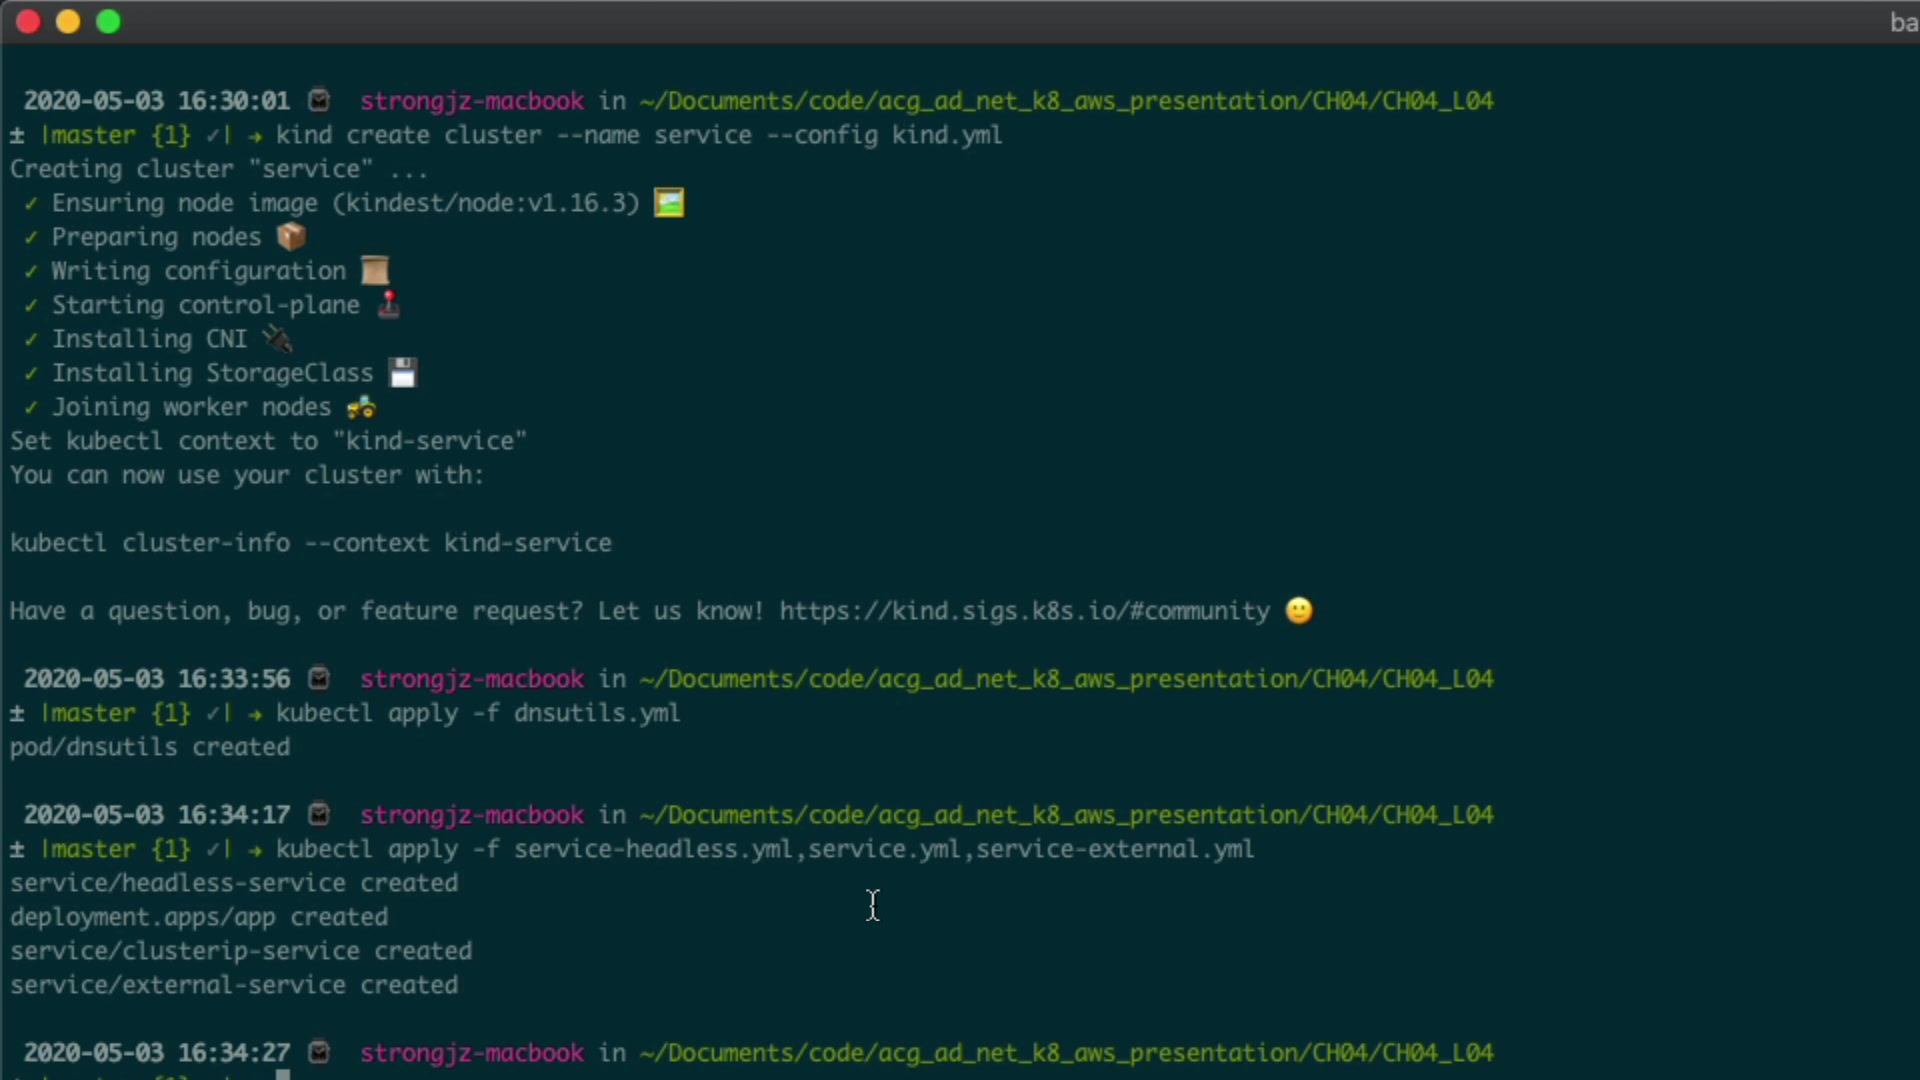 ba
2020-05-03 16:30:01 ⌚ strongjz-macbook in ~/Documents/code/acg_ad_net_k8_aws_presentation/CH04/CH04_L04
± |master {1} ✓| → kind create cluster --name service --config kind.yml
Creating cluster "service" ...
✓ Ensuring node image (kindest/node:v1.16.3) 🖼
✓ Preparing nodes 📦
✓ Writing configuration 📜
✓ Starting control-plane 🕹
✓ Installing CNI 🔌
✓ Installing StorageClass 💾
✓ Joining worker nodes 🚜
Set kubectl context to "kind-service"
You can now use your cluster with:
kubectl cluster-info --context kind-service
Have a question, bug, or feature request? Let us know! https://kind.sigs.k8s.io/#community 🙂
2020-05-03 16:33:56 ⌚ strongjz-macbook in ~/Documents/code/acg_ad_net_k8_aws_presentation/CH04/CH04_L04
± |master {1} ✓| → kubectl apply -f dnsutils.yml
pod/dnsutils created
2020-05-03 16:34:17 ⌚ strongjz-macbook in ~/Documents/code/acg_ad_net_k8_aws_presentation/CH04/CH04_L04
± |master {1} ✓| → kubectl apply -f service-headless.yml,service.yml,service-external.yml
service/headless-service created
deployment.apps/app created
service/clusterip-service created
service/external-service created
2020-05-03 16:34:27 ⌚ strongjz-macbook in ~/Documents/code/acg_ad_net_k8_aws_presentation/CH04/CH04_L04